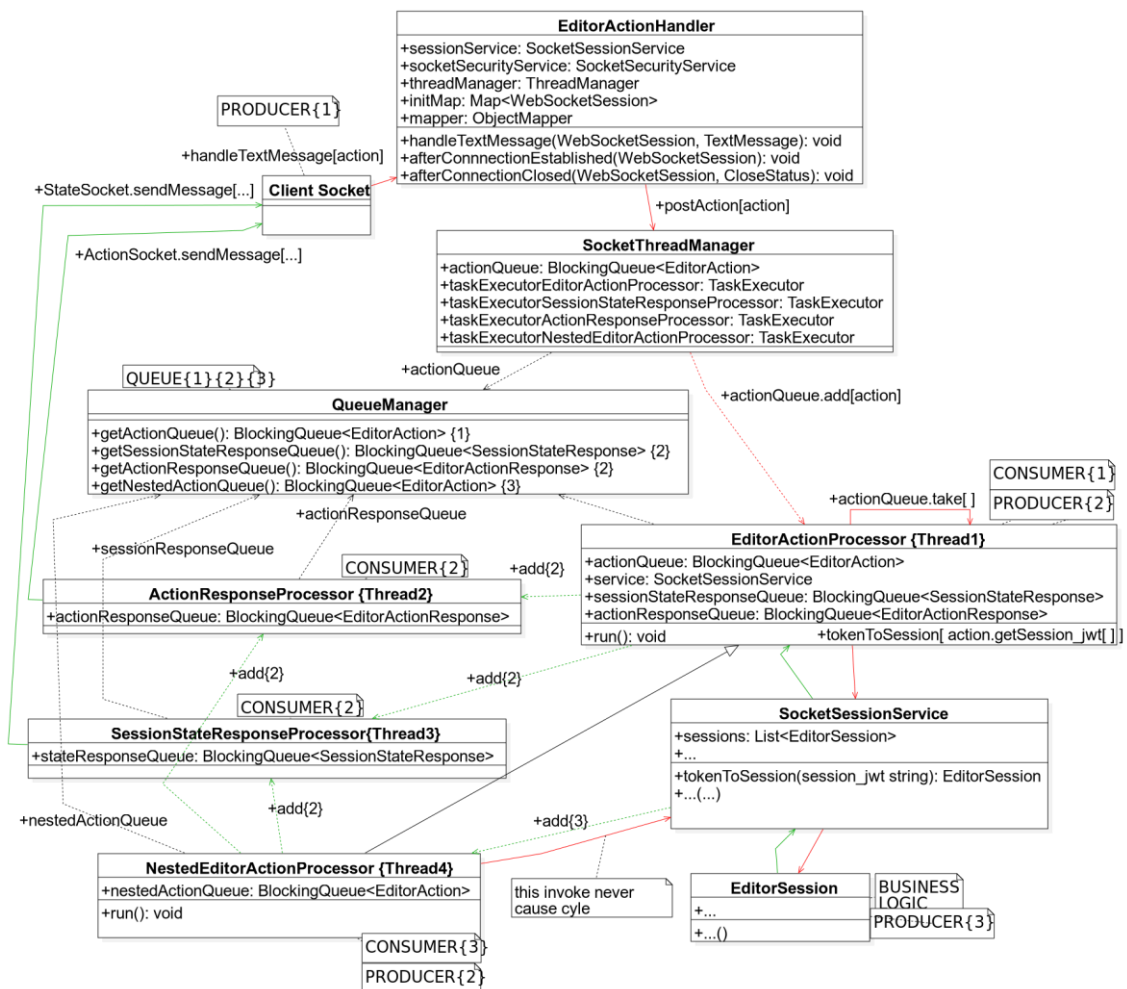 EditorActionHandler
+sessionService: SocketSessionService
+socketSecurityService: SocketSecurityService
+threadManager: ThreadManager
+initMap: Map<WebSocketSession>
+mapper: ObjectMapper
+handleTextMessage(WebSocketSession, TextMessage): void
+afterConnnectionEstablished(WebSocketSession): void
+afterConnectionClosed(WebSocketSession, CloseStatus): void
PRODUCER{1}
+handleTextMessage[action]
+StateSocket.sendMessage[...]
Client Socket
+postAction[action]
+ActionSocket.sendMessage[...]
SocketThreadManager
+actionQueue: BlockingQueue<EditorAction>
+taskExecutorEditorActionProcessor: TaskExecutor
+taskExecutorSessionStateResponseProcessor: TaskExecutor
+taskExecutorActionResponseProcessor: TaskExecutor
+taskExecutorNestedEditorActionProcessor: TaskExecutor
+actionQueue
QUEUE{1}{2}{3}
+actionQueue.add[action]
QueueManager
+getActionQueue(): BlockingQueue<EditorAction> {1}
+getSessionStateResponseQueue(): BlockingQueue<SessionStateResponse> {2}
+getActionResponseQueue(): BlockingQueue<EditorActionResponse> {2}
+getNestedActionQueue(): BlockingQueue<EditorAction> {3}
CONSUMER{1}
+actionQueue.take[ ]
PRODUCER{2}
+actionResponseQueue
+sessionResponseQueue
EditorActionProcessor {Thread1}
+actionQueue: BlockingQueue<EditorAction>
+service: SocketSessionService
+sessionStateResponseQueue: BlockingQueue<SessionStateResponse>
+actionResponseQueue: BlockingQueue<EditorActionResponse>
+run(): void
+tokenToSession[ action.getSession_jwt[ ] ]
CONSUMER{2}
+add{2}
ActionResponseProcessor {Thread2}
+actionResponseQueue: BlockingQueue<EditorActionResponse>
+add{2}
+add{2}
CONSUMER{2}
SessionStateResponseProcessor{Thread3}
+stateResponseQueue: BlockingQueue<SessionStateResponse>
SocketSessionService
+sessions: List<EditorSession>
+...
+tokenToSession(session_jwt string): EditorSession
+...(...)
+add{2}
+nestedActionQueue
+add{3}
NestedEditorActionProcessor {Thread4}
+nestedActionQueue: BlockingQueue<EditorAction>
+run(): void
this invoke never
cause cyle
EditorSession
+...
+...()
BUSINESS
LOGIC
PRODUCER{3}
CONSUMER{3}
PRODUCER{2}